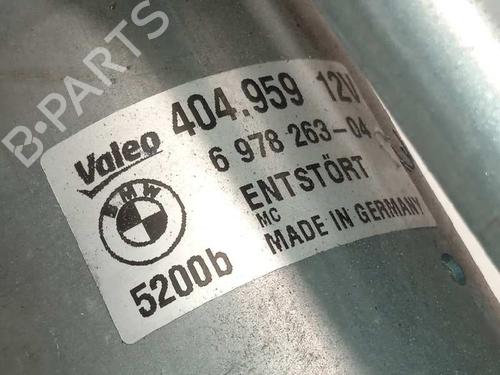 B-PARTS
Valeo 404.959 12V
6 978 263-04
BMW
ENTSTÖRT
MC
MADE IN GERMANY
5200b